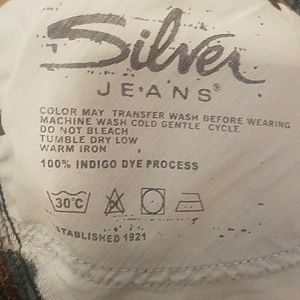 Silver
JEANS®
COLOR MAY TRANSFER WASH BEFORE WEARING
MACHINE WASH COLD GENTLE CYCLE
DO NOT BLEACH
TUMBLE DRY LOW
WARM IRON
100% INDIGO DYE PROCESS
30°C
ESTABLISHED 1921